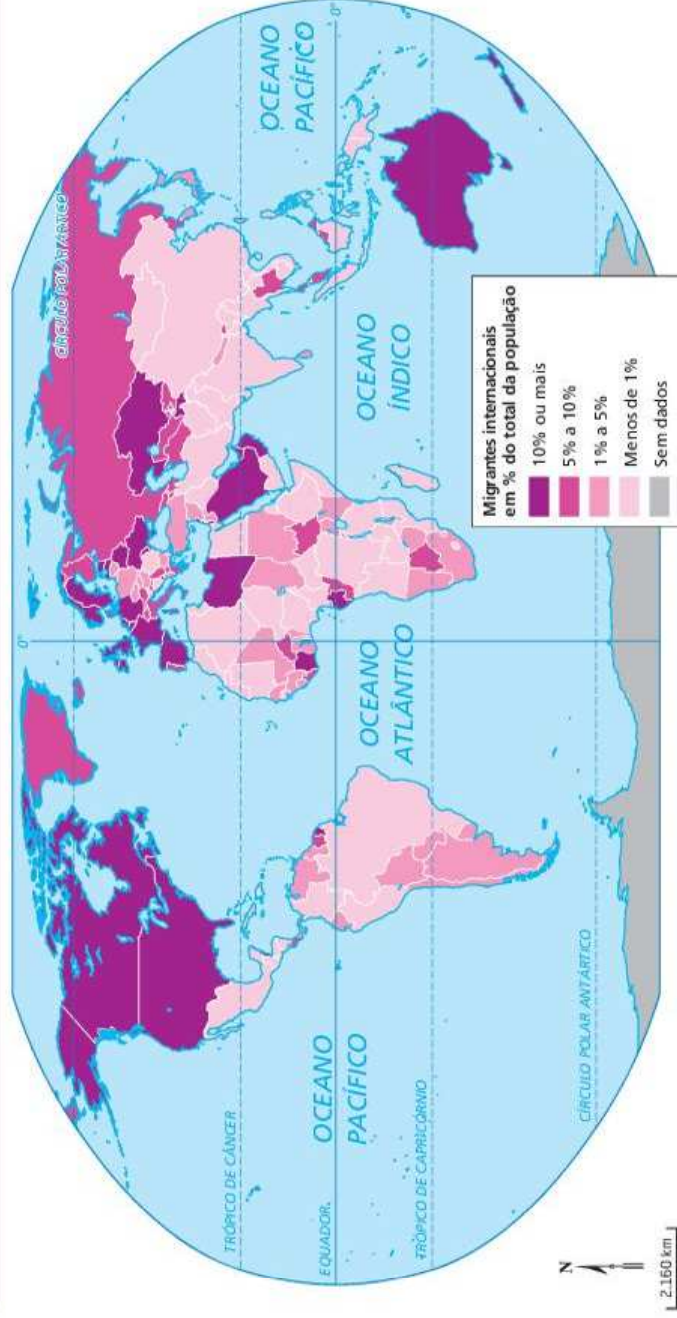 CÍRCULO POLAR ÁRTICO
0°
OCEANO
PACÍFICO
TRÓPICO DE CÂNCER
OCEANO
PACÍFICO
EQUADOR
0°
OCEANO
ATLÂNTICO
OCEANO
ÍNDICO
TRÓPICO DE CAPRICÓRNIO
CÍRCULO POLAR ANTÁRTICO
N
2.160 km
Migrantes internacionais
em % do total da população
10% ou mais
5% a 10%
1% a 5%
Menos de 1%
Sem dados